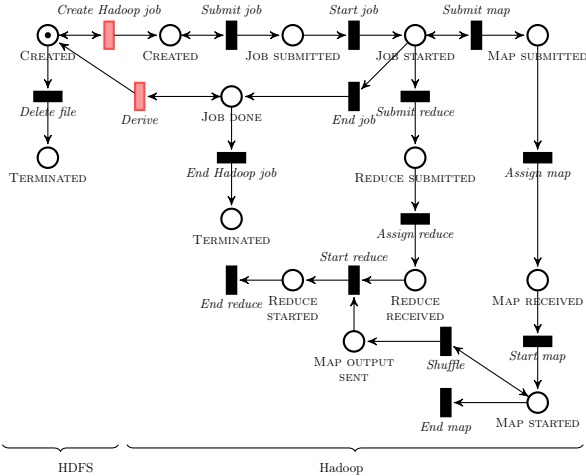 Create Hadoop job
Submit job
Start job
Submit map
CREATED
CREATED
JOB SUBMITTED
JOB STARTED
MAP SUBMITTED
Delete file
Derive
JOB DONE
End job
Submit reduce
TERMINATED
End Hadoop job
REDUCE SUBMITTED
Assign map
TERMINATED
Assign reduce
Start reduce
End reduce
REDUCE
STARTED
REDUCE
RECEIVED
MAP RECEIVED
MAP OUTPUT
SENT
Shuffle
Start map
End map
MAP STARTED
HDFS
Hadoop